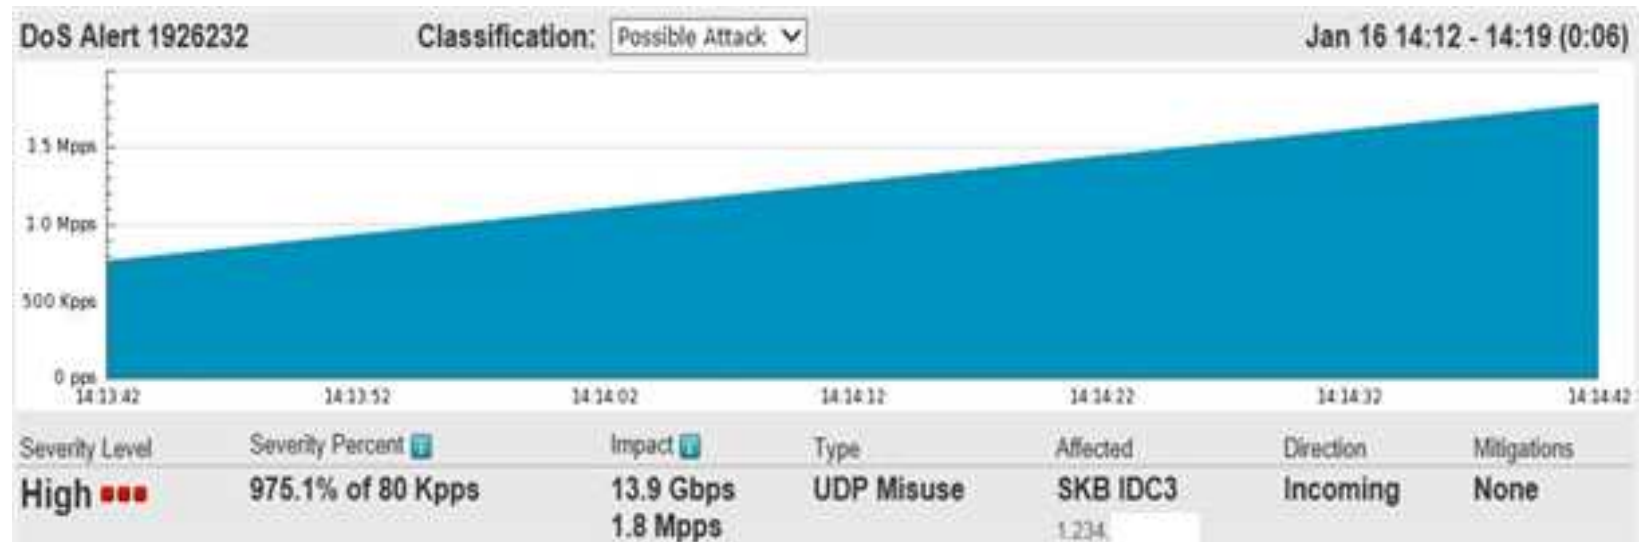 DoS Alert 1926232 Classification: Possible Attack Jan 16 14:12 - 14:19 (0:06)
1.5 Mpps
1.0 Mpps
500 Kpps
0 pps
14:13:42 14:13:52 14:14:02 14:14:12 14:14:22 14:14:32 14:14:42
Severity Level Severity Percent i Impact i Type Affected Direction Mitigations
High 975.1% of 80 Kpps 13.9 Gbps UDP Misuse SKB IDC3 Incoming None
1.8 Mpps 1.234.